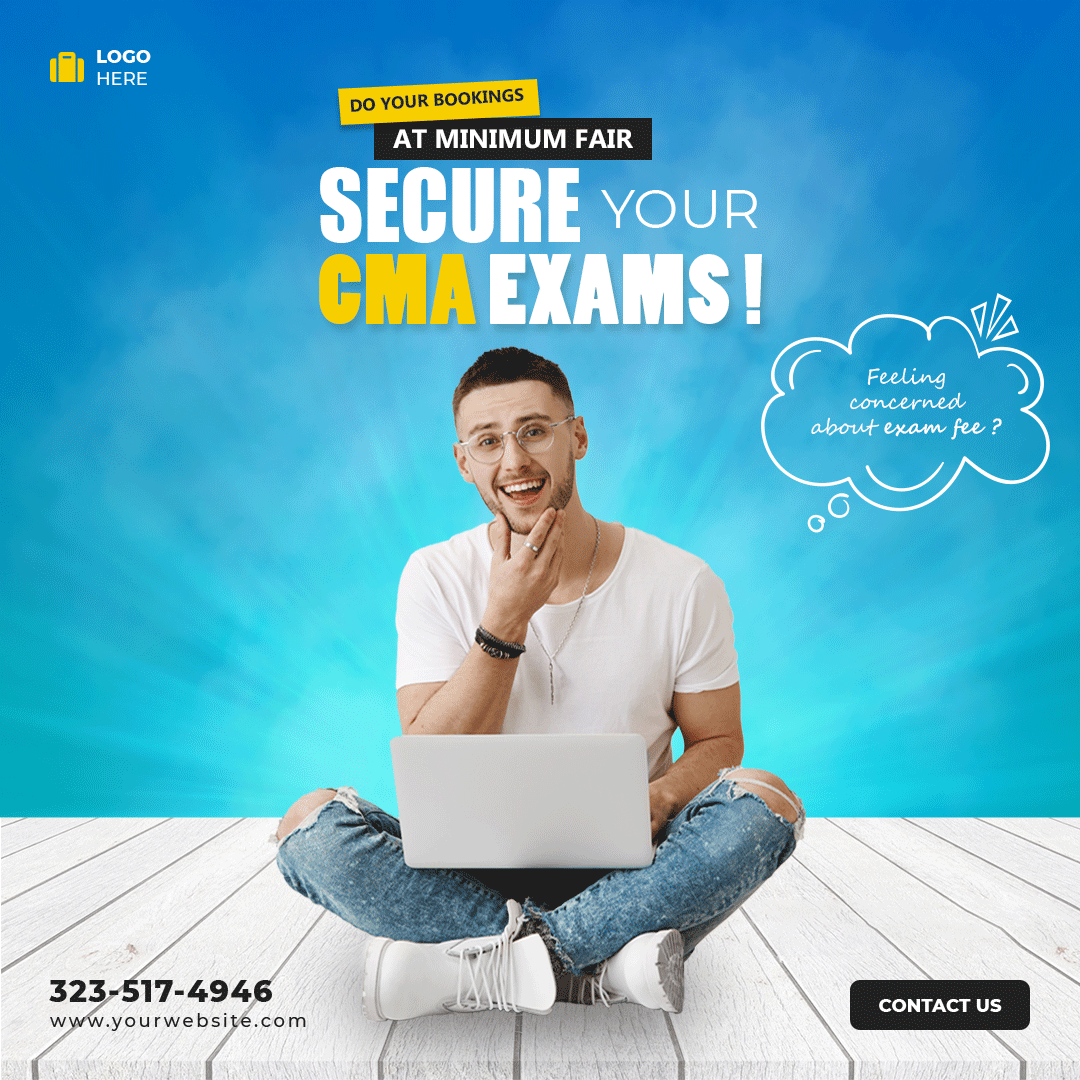 LOGO
HERE
DO YOUR BOOKINGS
AT MINIMUM FAIR
SECURE YOUR
CMA EXAMS!
Feeling
concerned
about exam fee ?
323-517-4946
www.yourwebsite.com
CONTACT US